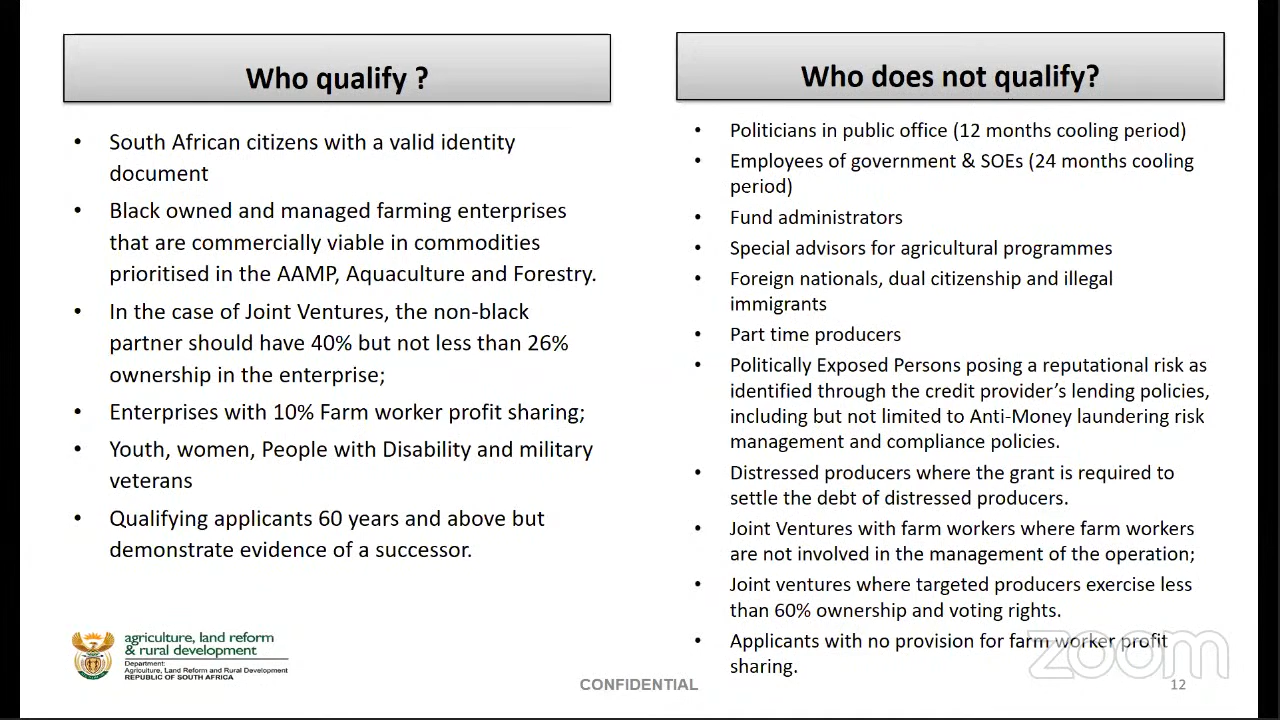 Who qualify ?
• South African citizens with a valid identity
document
• Black owned and managed farming enterprises
that are commercially viable in commodities
prioritised in the AAMP, Aquaculture and Forestry.
• In the case of Joint Ventures, the non-black
partner should have 40% but not less than 26%
ownership in the enterprise;
• Enterprises with 10% Farm worker profit sharing;
• Youth, women, People with Disability and military
veterans
• Qualifying applicants 60 years and above but
demonstrate evidence of a successor.
Who does not qualify?
• Politicians in public office (12 months cooling period)
• Employees of government & SOEs (24 months cooling
period)
• Fund administrators
• Special advisors for agricultural programmes
• Foreign nationals, dual citizenship and illegal
immigrants
• Part time producers
• Politically Exposed Persons posing a reputational risk as
identified through the credit provider’s lending policies,
including but not limited to Anti-Money laundering risk
management and compliance policies.
• Distressed producers where the grant is required to
settle the debt of distressed producers.
• Joint Ventures with farm workers where farm workers
are not involved in the management of the operation;
• Joint ventures where targeted producers exercise less
than 60% ownership and voting rights.
• Applicants with no provision for farm worker profit
sharing.
agriculture, land reform
& rural development
Department:
Agriculture, Land Reform and Rural Development
REPUBLIC OF SOUTH AFRICA
CONFIDENTIAL
12
zoom